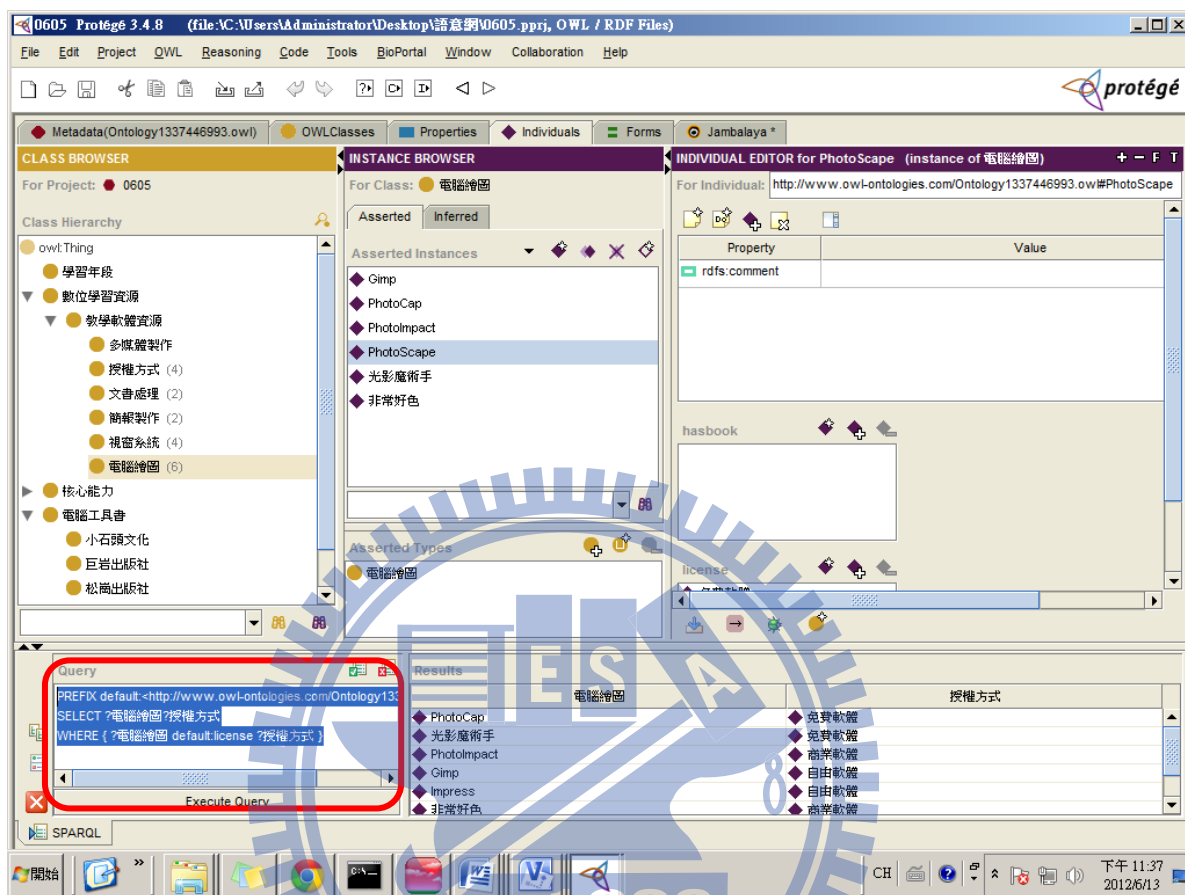 0605 Protégé 3.4.8 (file:\C:\Users\Administrator\Desktop\語意網\0605.pprj, OWL / RDF Files)
File Edit Project OWL Reasoning Code Tools BioPortal Window Collaboration Help
protégé
Metadata(Ontology1337446993.owl) OWLClasses Properties Individuals Forms Jambalaya *
CLASS BROWSER
For Project: 0605
Class Hierarchy
owl:Thing
學習年段
數位學習資源
教學軟體資源
多媒體製作
授權方式 (4)
文書處理 (2)
簡報製作 (2)
視窗系統 (4)
電腦繪圖 (6)
核心能力
電腦工具書
小石頭文化
巨岩出版社
松崗出版社
INSTANCE BROWSER
For Class: 電腦繪圖
Asserted Inferred
Asserted Instances
Gimp
PhotoCap
PhotoImpact
PhotoScape
光影魔術手
非常好色
Asserted Types
電腦繪圖
INDIVIDUAL EDITOR for PhotoScape (instance of 電腦繪圖) + - F T
For Individual: http://www.owl-ontologies.com/Ontology1337446993.owl#PhotoScape
Property Value
rdfs:comment
hasbook
license
免費軟體
Query
PREFIX default:<http://www.owl-ontologies.com/Ontology133
SELECT ?電腦繪圖?授權方式
WHERE { ?電腦繪圖 default:license ?授權方式 }
Execute Query
Results
電腦繪圖 授權方式
PhotoCap 免費軟體
光影魔術手 免費軟體
PhotoImpact 商業軟體
Gimp 自由軟體
Impress 自由軟體
非常好色 商業軟體
SPARQL
ESA
8
開始
CH
下午 11:37
2012/6/13